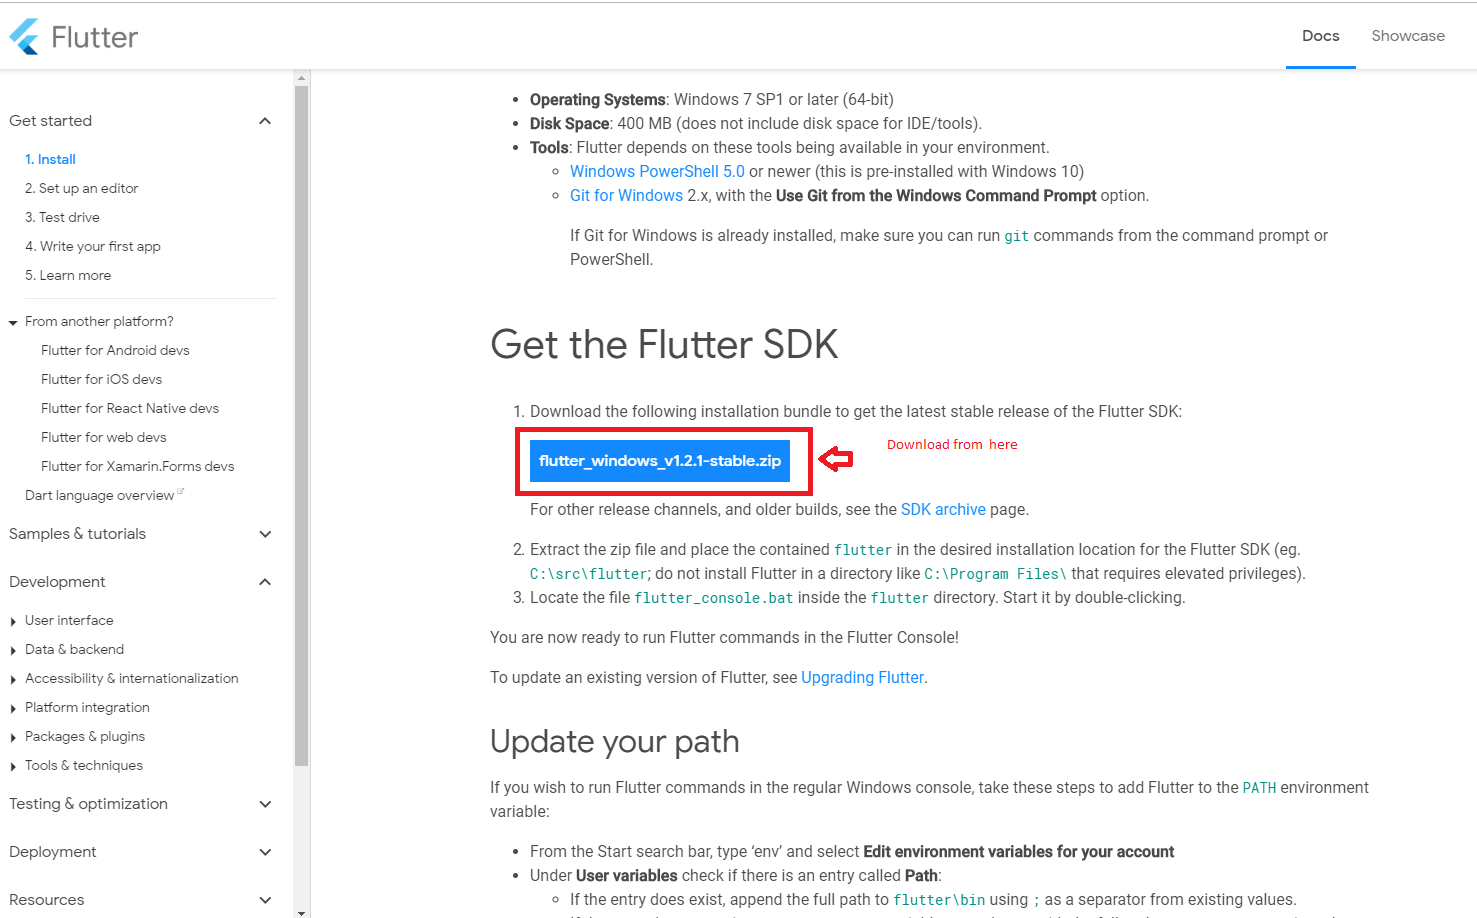 Flutter
Docs
Showcase
Get started
1. Install
2. Set up an editor
3. Test drive
4. Write your first app
5. Learn more
From another platform?
Flutter for Android devs
Flutter for iOS devs
Flutter for React Native devs
Flutter for web devs
Flutter for Xamarin.Forms devs
Dart language overview
Samples & tutorials
Development
User interface
Data & backend
Accessibility & internationalization
Platform integration
Packages & plugins
Tools & techniques
Testing & optimization
Deployment
Resources
• Operating Systems: Windows 7 SP1 or later (64-bit)
• Disk Space: 400 MB (does not include disk space for IDE/tools).
• Tools: Flutter depends on these tools being available in your environment.
◦ Windows PowerShell 5.0 or newer (this is pre-installed with Windows 10)
◦ Git for Windows 2.x, with the Use Git from the Windows Command Prompt option.
If Git for Windows is already installed, make sure you can run git commands from the command prompt or
PowerShell.
Get the Flutter SDK
1. Download the following installation bundle to get the latest stable release of the Flutter SDK:
flutter_windows_v1.2.1-stable.zip
Download from here
For other release channels, and older builds, see the SDK archive page.
2. Extract the zip file and place the contained flutter in the desired installation location for the Flutter SDK (eg.
C:\src\flutter; do not install Flutter in a directory like C:\Program Files\ that requires elevated privileges).
3. Locate the file flutter_console.bat inside the flutter directory. Start it by double-clicking.
You are now ready to run Flutter commands in the Flutter Console!
To update an existing version of Flutter, see Upgrading Flutter.
Update your path
If you wish to run Flutter commands in the regular Windows console, take these steps to add Flutter to the PATH environment
variable:
• From the Start search bar, type ‘env’ and select Edit environment variables for your account
• Under User variables check if there is an entry called Path:
◦ If the entry does exist, append the full path to flutter\bin using ; as a separator from existing values.